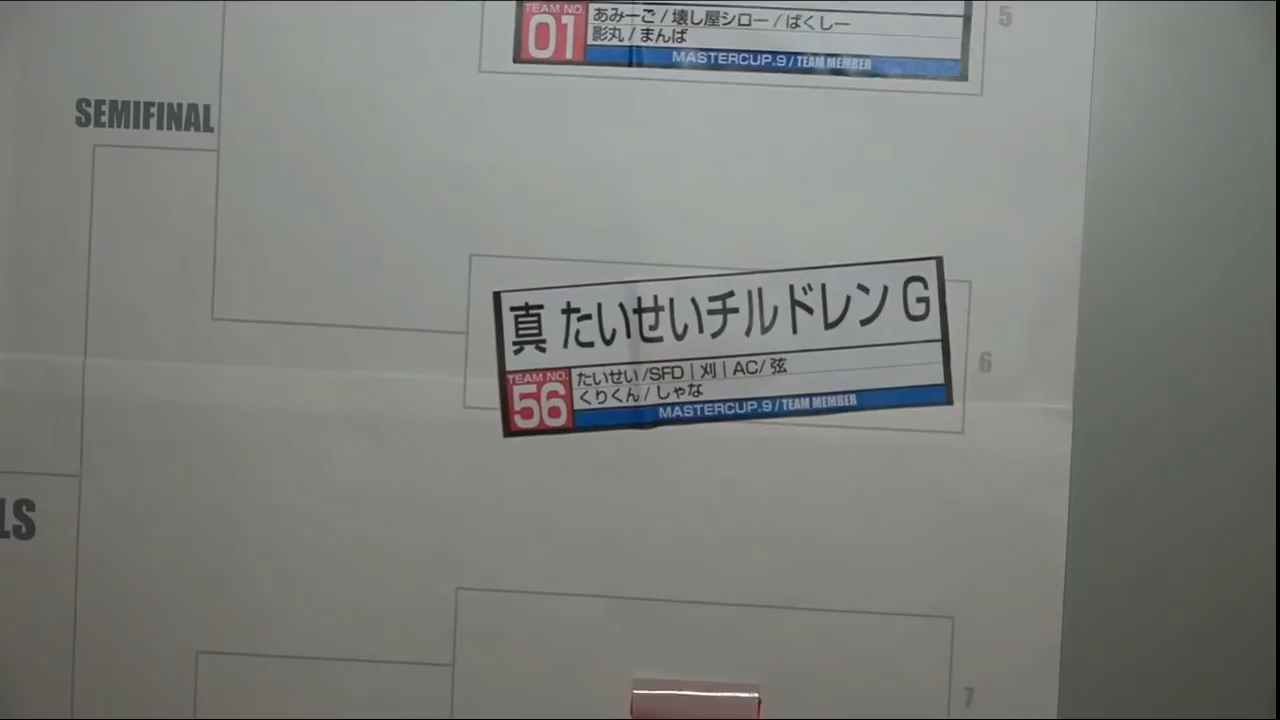 TEAM NO
01
あみーご / 壊し屋シロー / ばくしー
影丸 / まんば
MASTERCUP.9 / TEAM MEMBER
5
SEMIFINAL
真 たいせいチルドレン G
TEAM NO.
56
たいせい /SFD | 刈 | AC/ 弦
くりくん / しゃな
MASTERCUP.9 / TEAM MEMBER
6
LS
7